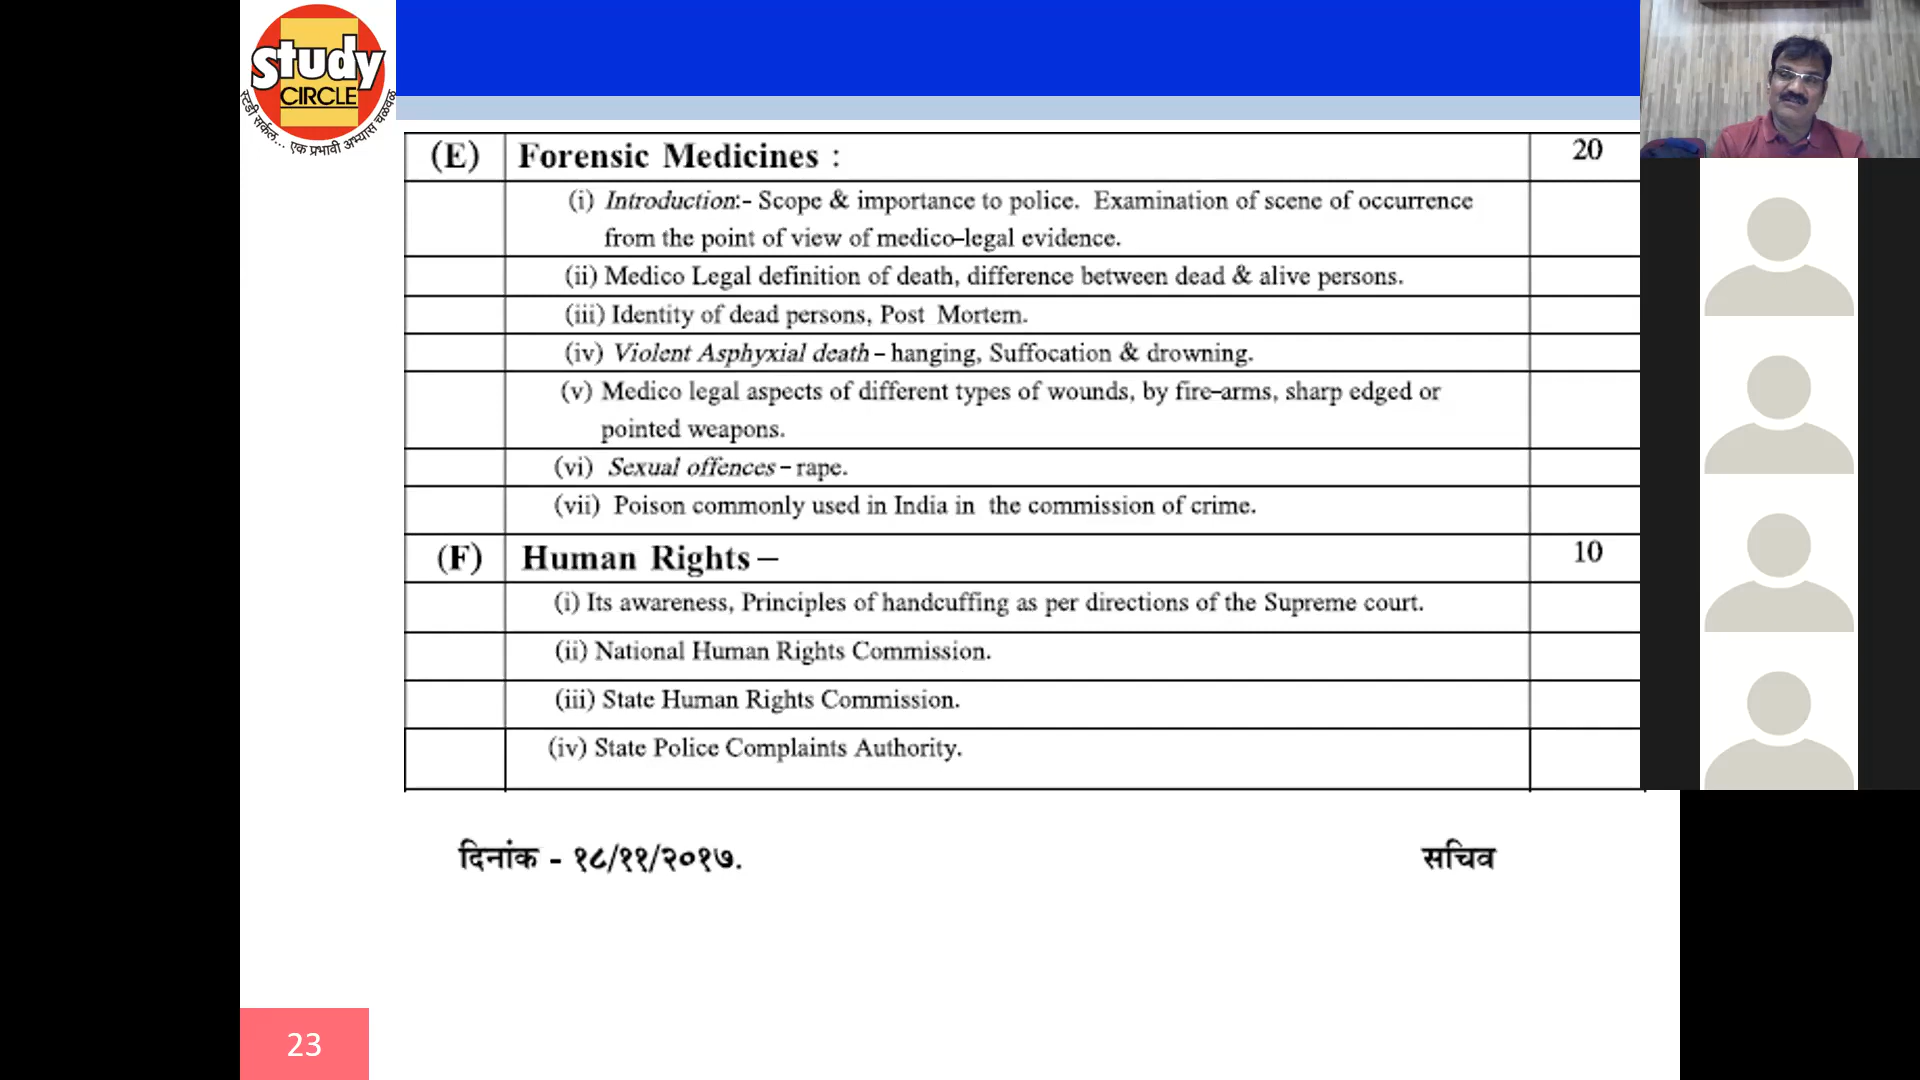 study
CIRCLE
स्टडी सर्कल... एक प्रभावी अभ्यास चळवळ
(E) Forensic Medicines : 20
(i) Introduction:- Scope & importance to police. Examination of scene of occurrence
from the point of view of medico-legal evidence.
(ii) Medico Legal definition of death, difference between dead & alive persons.
(iii) Identity of dead persons, Post Mortem.
(iv) Violent Asphyxial death - hanging, Suffocation & drowning.
(v) Medico legal aspects of different types of wounds, by fire-arms, sharp edged or
pointed weapons.
(vi) Sexual offences - rape.
(vii) Poison commonly used in India in the commission of crime.
(F) Human Rights – 10
(i) Its awareness, Principles of handcuffing as per directions of the Supreme court.
(ii) National Human Rights Commission.
(iii) State Human Rights Commission.
(iv) State Police Complaints Authority.
दिनांक - १८/११/२०१७. सचिव
23